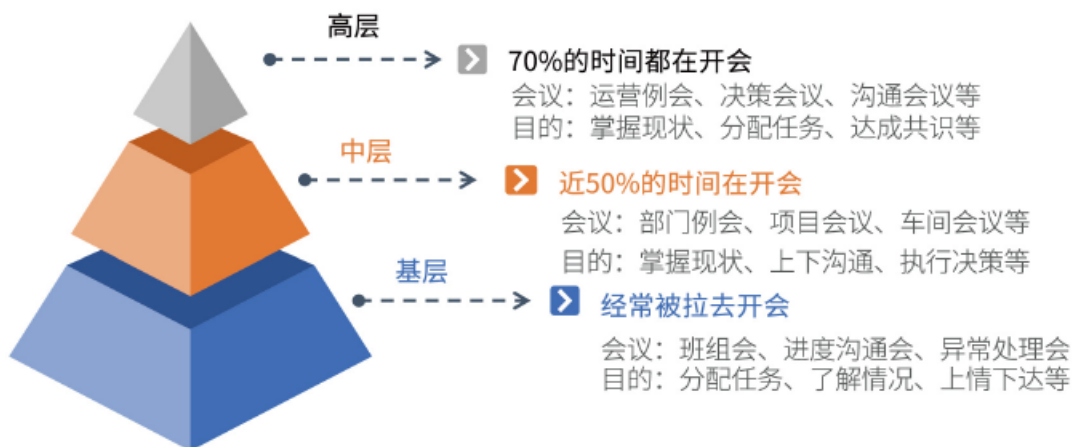 高层
70%的时间都在开会
会议：运营例会、决策会议、沟通会议等
目的：掌握现状、分配任务、达成共识等
中层
近50%的时间在开会
会议：部门例会、项目会议、车间会议等
目的：掌握现状、上下沟通、执行决策等
基层
经常被拉去开会
会议：班组会、进度沟通会、异常处理会
目的：分配任务、了解情况、上情下达等